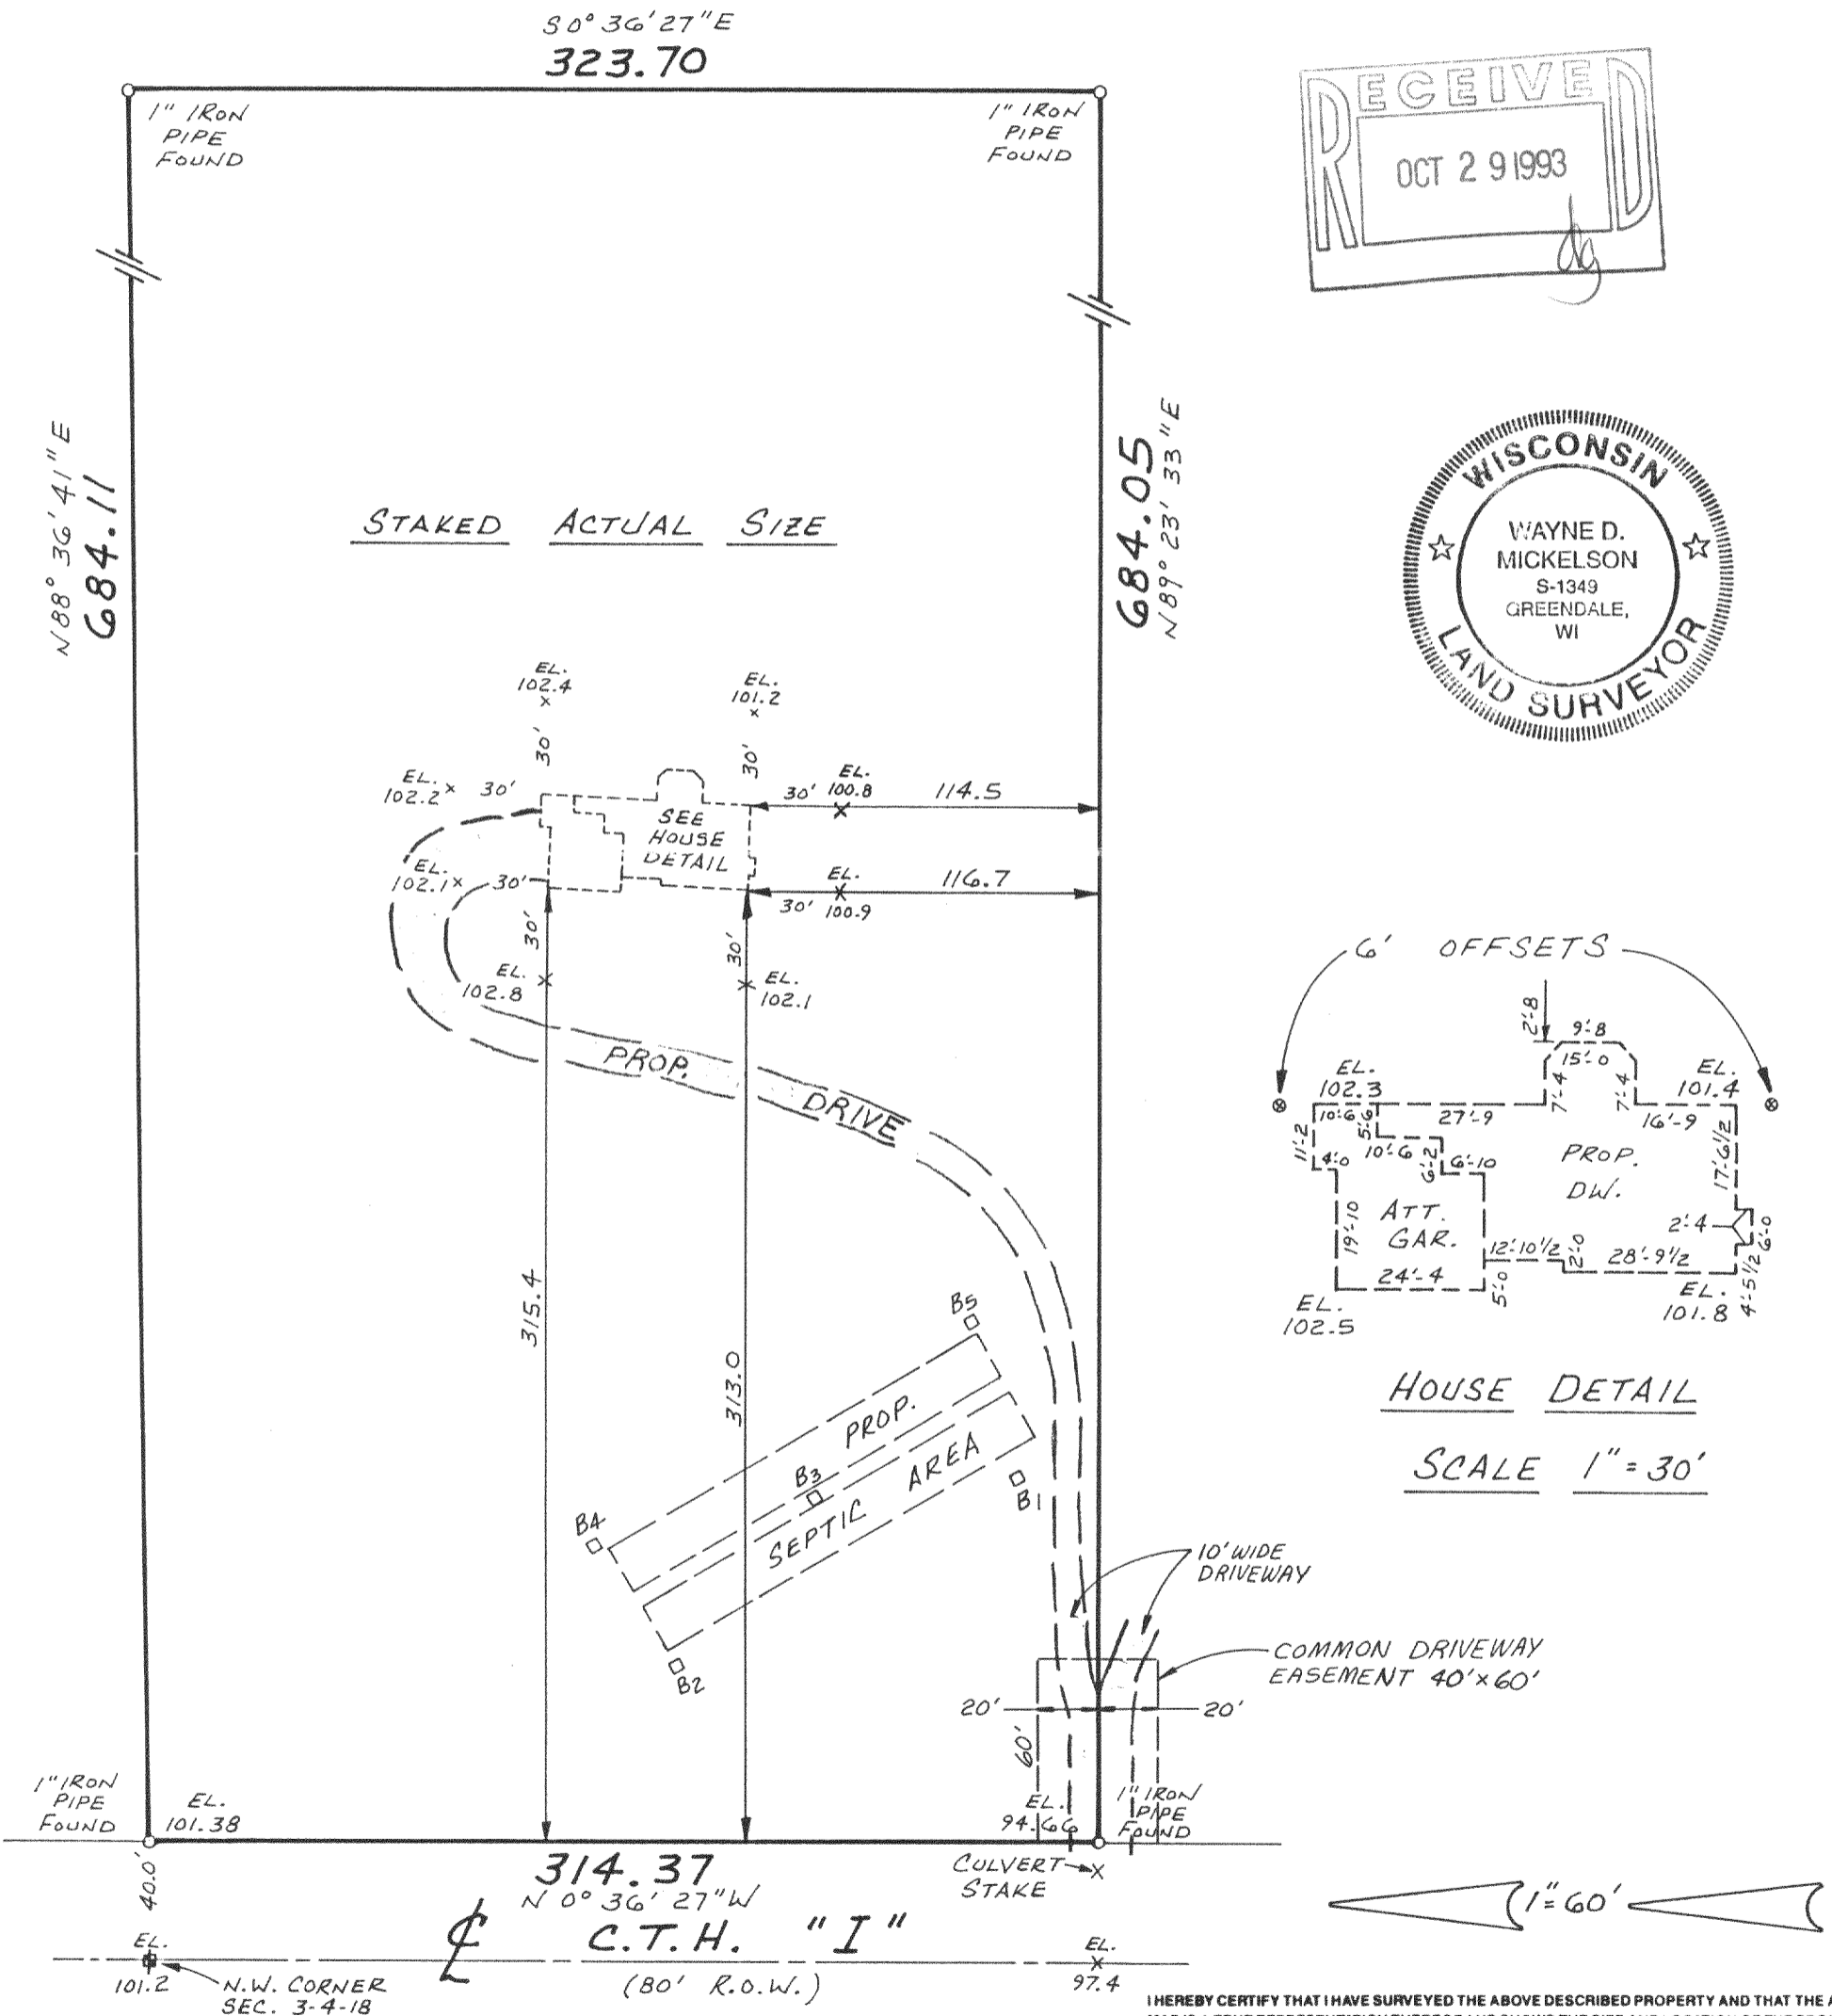 S 0° 36' 27" E
323.70
1" IRON
PIPE
FOUND
1" IRON
PIPE
FOUND
RECEIVED
OCT 29 1993
dg
N 88° 36' 41" E
684.11
684.05
N 89° 23' 33" E
WISCONSIN
WAYNE D.
MICKELSON
S-1349
GREENDALE,
WI
LAND SURVEYOR
STAKED ACTUAL SIZE
EL.
102.4
EL.
101.2
30'
30'
EL.
102.2
30'
30'
EL.
100.8
114.5
SEE
HOUSE
DETAIL
EL.
102.1
30'
EL.
116.7
30'
100.9
30'
30'
EL.
102.8
EL.
102.1
PROP.
DRIVE
315.4
313.0
6' OFFSETS
2'-8
9'-8
15'-0
EL.
102.3
EL.
101.4
7'-4
7'-4
10'-6
27'-9
16'-9
11'-2
5'-6
10'-6
6'-2
6'-10
4'-0
PROP.
DW.
17'-6 1/2
19'-10
ATT.
GAR.
2'-4
6'-0
12'-10 1/2
2'-0
28'-9 1/2
24'-4
5'-0
4'-5 1/2
EL.
102.5
EL.
101.8
HOUSE DETAIL
SCALE 1" = 30'
B5
PROP.
B3
SEPTIC AREA
B1
B4
B2
10' WIDE
DRIVEWAY
COMMON DRIVEWAY
EASEMENT 40' x 60'
20'
20'
60'
1" IRON
PIPE
FOUND
EL.
101.38
EL.
94.66
1" IRON
PIPE
FOUND
314.37
N 0° 36' 27" W
CULVERT
STAKE
40.0'
1" = 60'
℄ C.T.H. "I"
(80' R.O.W.)
EL.
101.2
N.W. CORNER
SEC. 3-4-18
EL.
97.4
I HEREBY CERTIFY THAT I HAVE SURVEYED THE ABOVE DESCRIBED PROPERTY AND THAT THE A